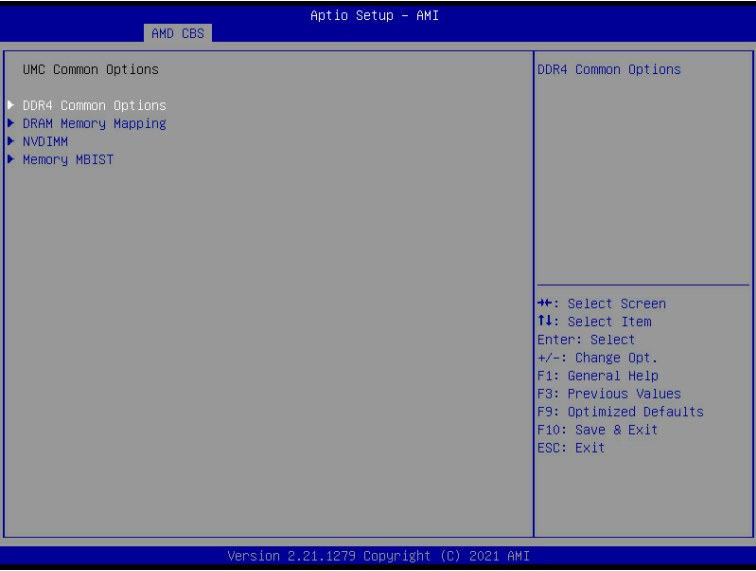 Aptio Setup – AMI
AMD CBS
UMC Common Options
DDR4 Common Options
DRAM Memory Mapping
NVDIMM
Memory MBIST
DDR4 Common Options
→←: Select Screen
↑↓: Select Item
Enter: Select
+/-: Change Opt.
F1: General Help
F3: Previous Values
F9: Optimized Defaults
F10: Save & Exit
ESC: Exit
Version 2.21.1279 Copyright (C) 2021 AMI